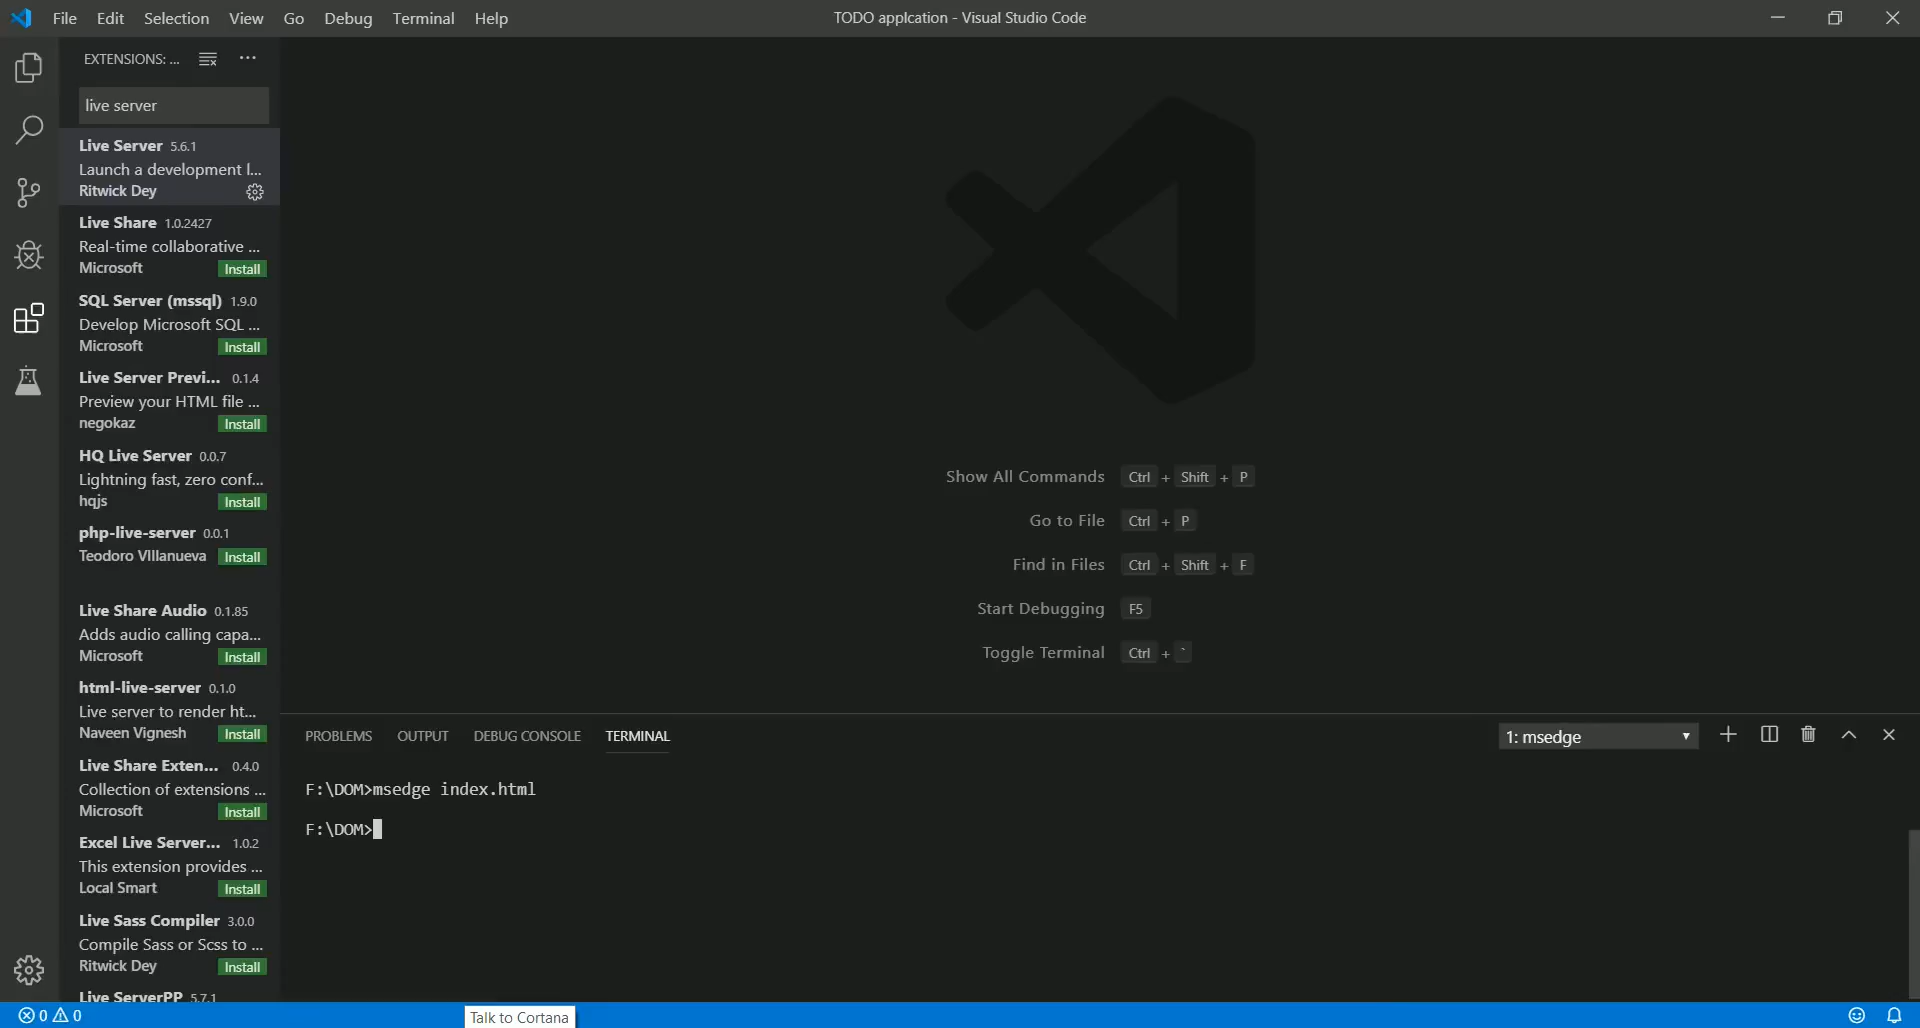 File Edit Selection View Go Debug Terminal Help
TODO applcation - Visual Studio Code
EXTENSIONS: ...
live server
Live Server 5.6.1
Launch a development l...
Ritwick Dey
Live Share 1.0.2427
Real-time collaborative ...
Microsoft Install
SQL Server (mssql) 1.9.0
Develop Microsoft SQL ...
Microsoft Install
Live Server Previ... 0.1.4
Preview your HTML file ...
negokaz Install
HQ Live Server 0.0.7
Lightning fast, zero conf...
hqjs Install
php-live-server 0.0.1
Teodoro VIllanueva Install
Live Share Audio 0.1.85
Adds audio calling capa...
Microsoft Install
html-live-server 0.1.0
Live server to render ht...
Naveen Vignesh Install
Live Share Exten... 0.4.0
Collection of extensions ...
Microsoft Install
Excel Live Server... 1.0.2
This extension provides ...
Local Smart Install
Live Sass Compiler 3.0.0
Compile Sass or Scss to ...
Ritwick Dey Install
Live ServerPP 5.7.1
Show All Commands Ctrl + Shift + P
Go to File Ctrl + P
Find in Files Ctrl + Shift + F
Start Debugging F5
Toggle Terminal Ctrl + `
PROBLEMS OUTPUT DEBUG CONSOLE TERMINAL
1: msedge
F:\DOM>msedge index.html
F:\DOM>
0 0
Talk to Cortana